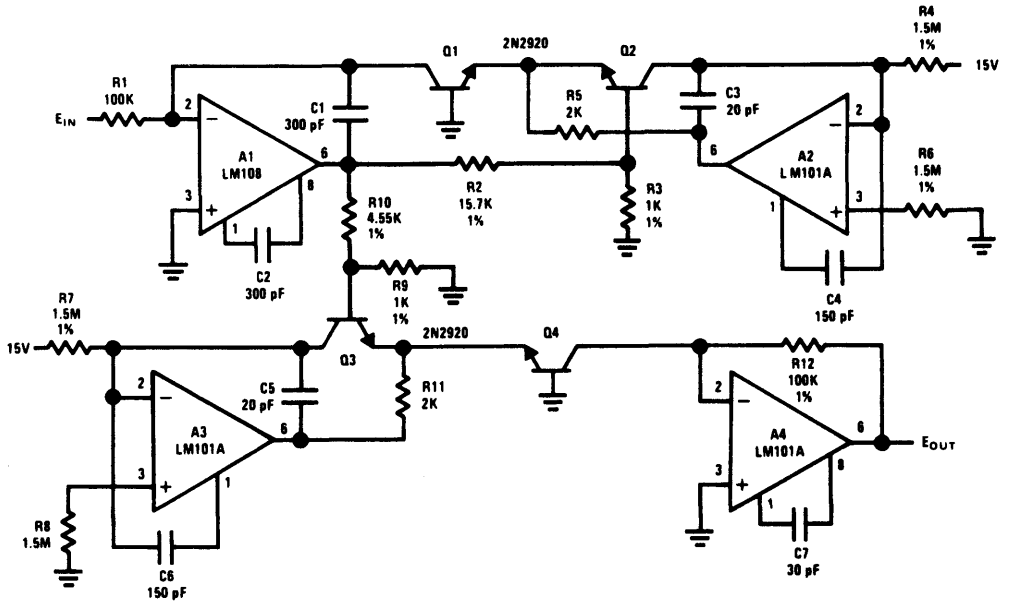 R4
1.5M
1%
15V
Q1
2N2920
Q2
R1
100K
E_IN
2
−
C1
300 pF
R5
2K
C3
20 pF
2
−
A1
LM108
6
8
R2
15.7K
1%
6
A2
LM101A
R6
1.5M
1%
3
+
1
C2
300 pF
R10
4.55K
1%
R3
1K
1%
1
+
3
C4
150 pF
R9
1K
1%
R7
1.5M
1%
15V
Q3
2N2920
Q4
R12
100K
1%
2
−
C5
20 pF
R11
2K
2
−
A3
LM101A
6
A4
LM101A
6
E_OUT
3
+
1
3
+
8
1
R8
1.5M
C6
150 pF
C7
30 pF